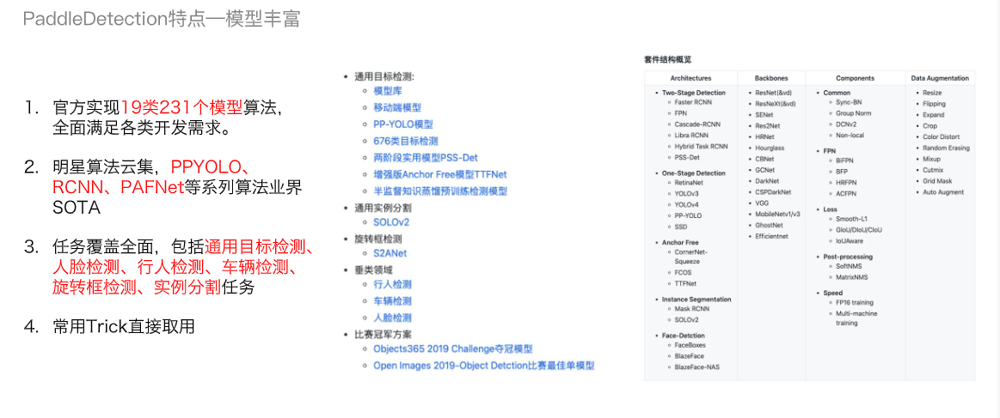 PaddleDetection特点—模型丰富
1. 官方实现19类231个模型算法，
全面满足各类开发需求。
2. 明星算法云集，PPYOLO、
RCNN、PAFNet等系列算法业界
SOTA
3. 任务覆盖全面，包括通用目标检测、
人脸检测、行人检测、车辆检测、
旋转框检测、实例分割任务
4. 常用Trick直接取用
通用目标检测:
模型库
移动端模型
PP-YOLO模型
676类目标检测
两阶段实用模型PSS-Det
增强版Anchor Free模型TTFNet
半监督知识蒸馏预训练检测模型
通用实例分割
SOLOv2
旋转框检测
S2ANet
垂类领域
行人检测
车辆检测
人脸检测
比赛冠军方案
Objects365 2019 Challenge夺冠模型
Open Images 2019-Object Detction比赛最佳单模型
套件结构概览
Architectures
Two-Stage Detection
Faster RCNN
FPN
Cascade-RCNN
Libra RCNN
Hybrid Task RCNN
PSS-Det
One-Stage Detection
RetinaNet
YOLOv3
YOLOv4
PP-YOLO
SSD
Anchor Free
CornerNet-
Squeeze
FCOS
TTFNet
Instance Segmentation
Mask RCNN
SOLOv2
Face-Detction
FaceBoxes
BlazeFace
BlazeFace-NAS
Backbones
ResNet(&vd)
ResNeXt(&vd)
SENet
Res2Net
HRNet
Hourglass
CBNet
GCNet
DarkNet
CSPDarkNet
VGG
MobileNetv1/v3
GhostNet
Efficientnet
Components
Common
Sync-BN
Group Norm
DCNv2
Non-local
FPN
BiFPN
BFP
HRFPN
ACFPN
Loss
Smooth-L1
GIoU/DIoU/CIoU
IoUAware
Post-processing
SoftNMS
MatrixNMS
Speed
FP16 training
Multi-machine
training
Data Augmentation
Resize
Flipping
Expand
Crop
Color Distort
Random Erasing
Mixup
Cutmix
Grid Mask
Auto Augment